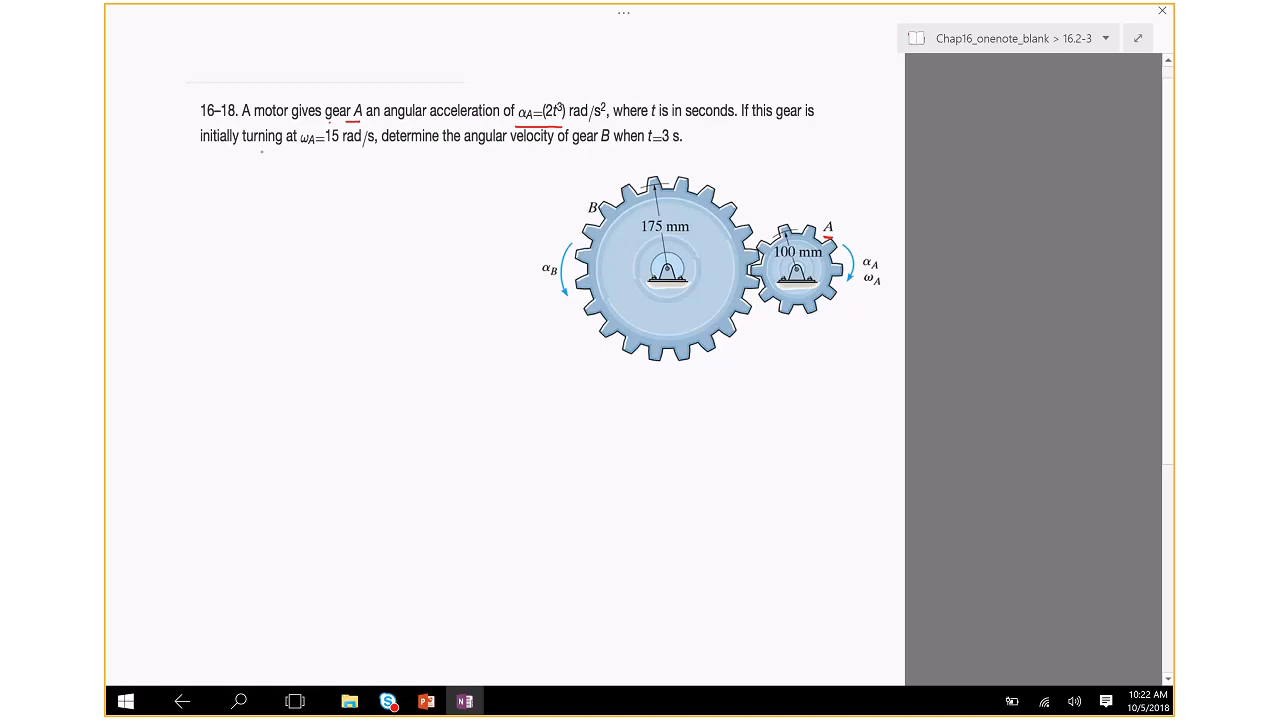 ...
Chap16_onenote_blank > 16.2-3
16–18. A motor gives gear A an angular acceleration of αA=(2t³) rad/s², where t is in seconds. If this gear is
initially turning at ωA=15 rad/s, determine the angular velocity of gear B when t=3 s.
B
175 mm
A
100 mm
αB
αA
ωA
10:22 AM
10/5/2018